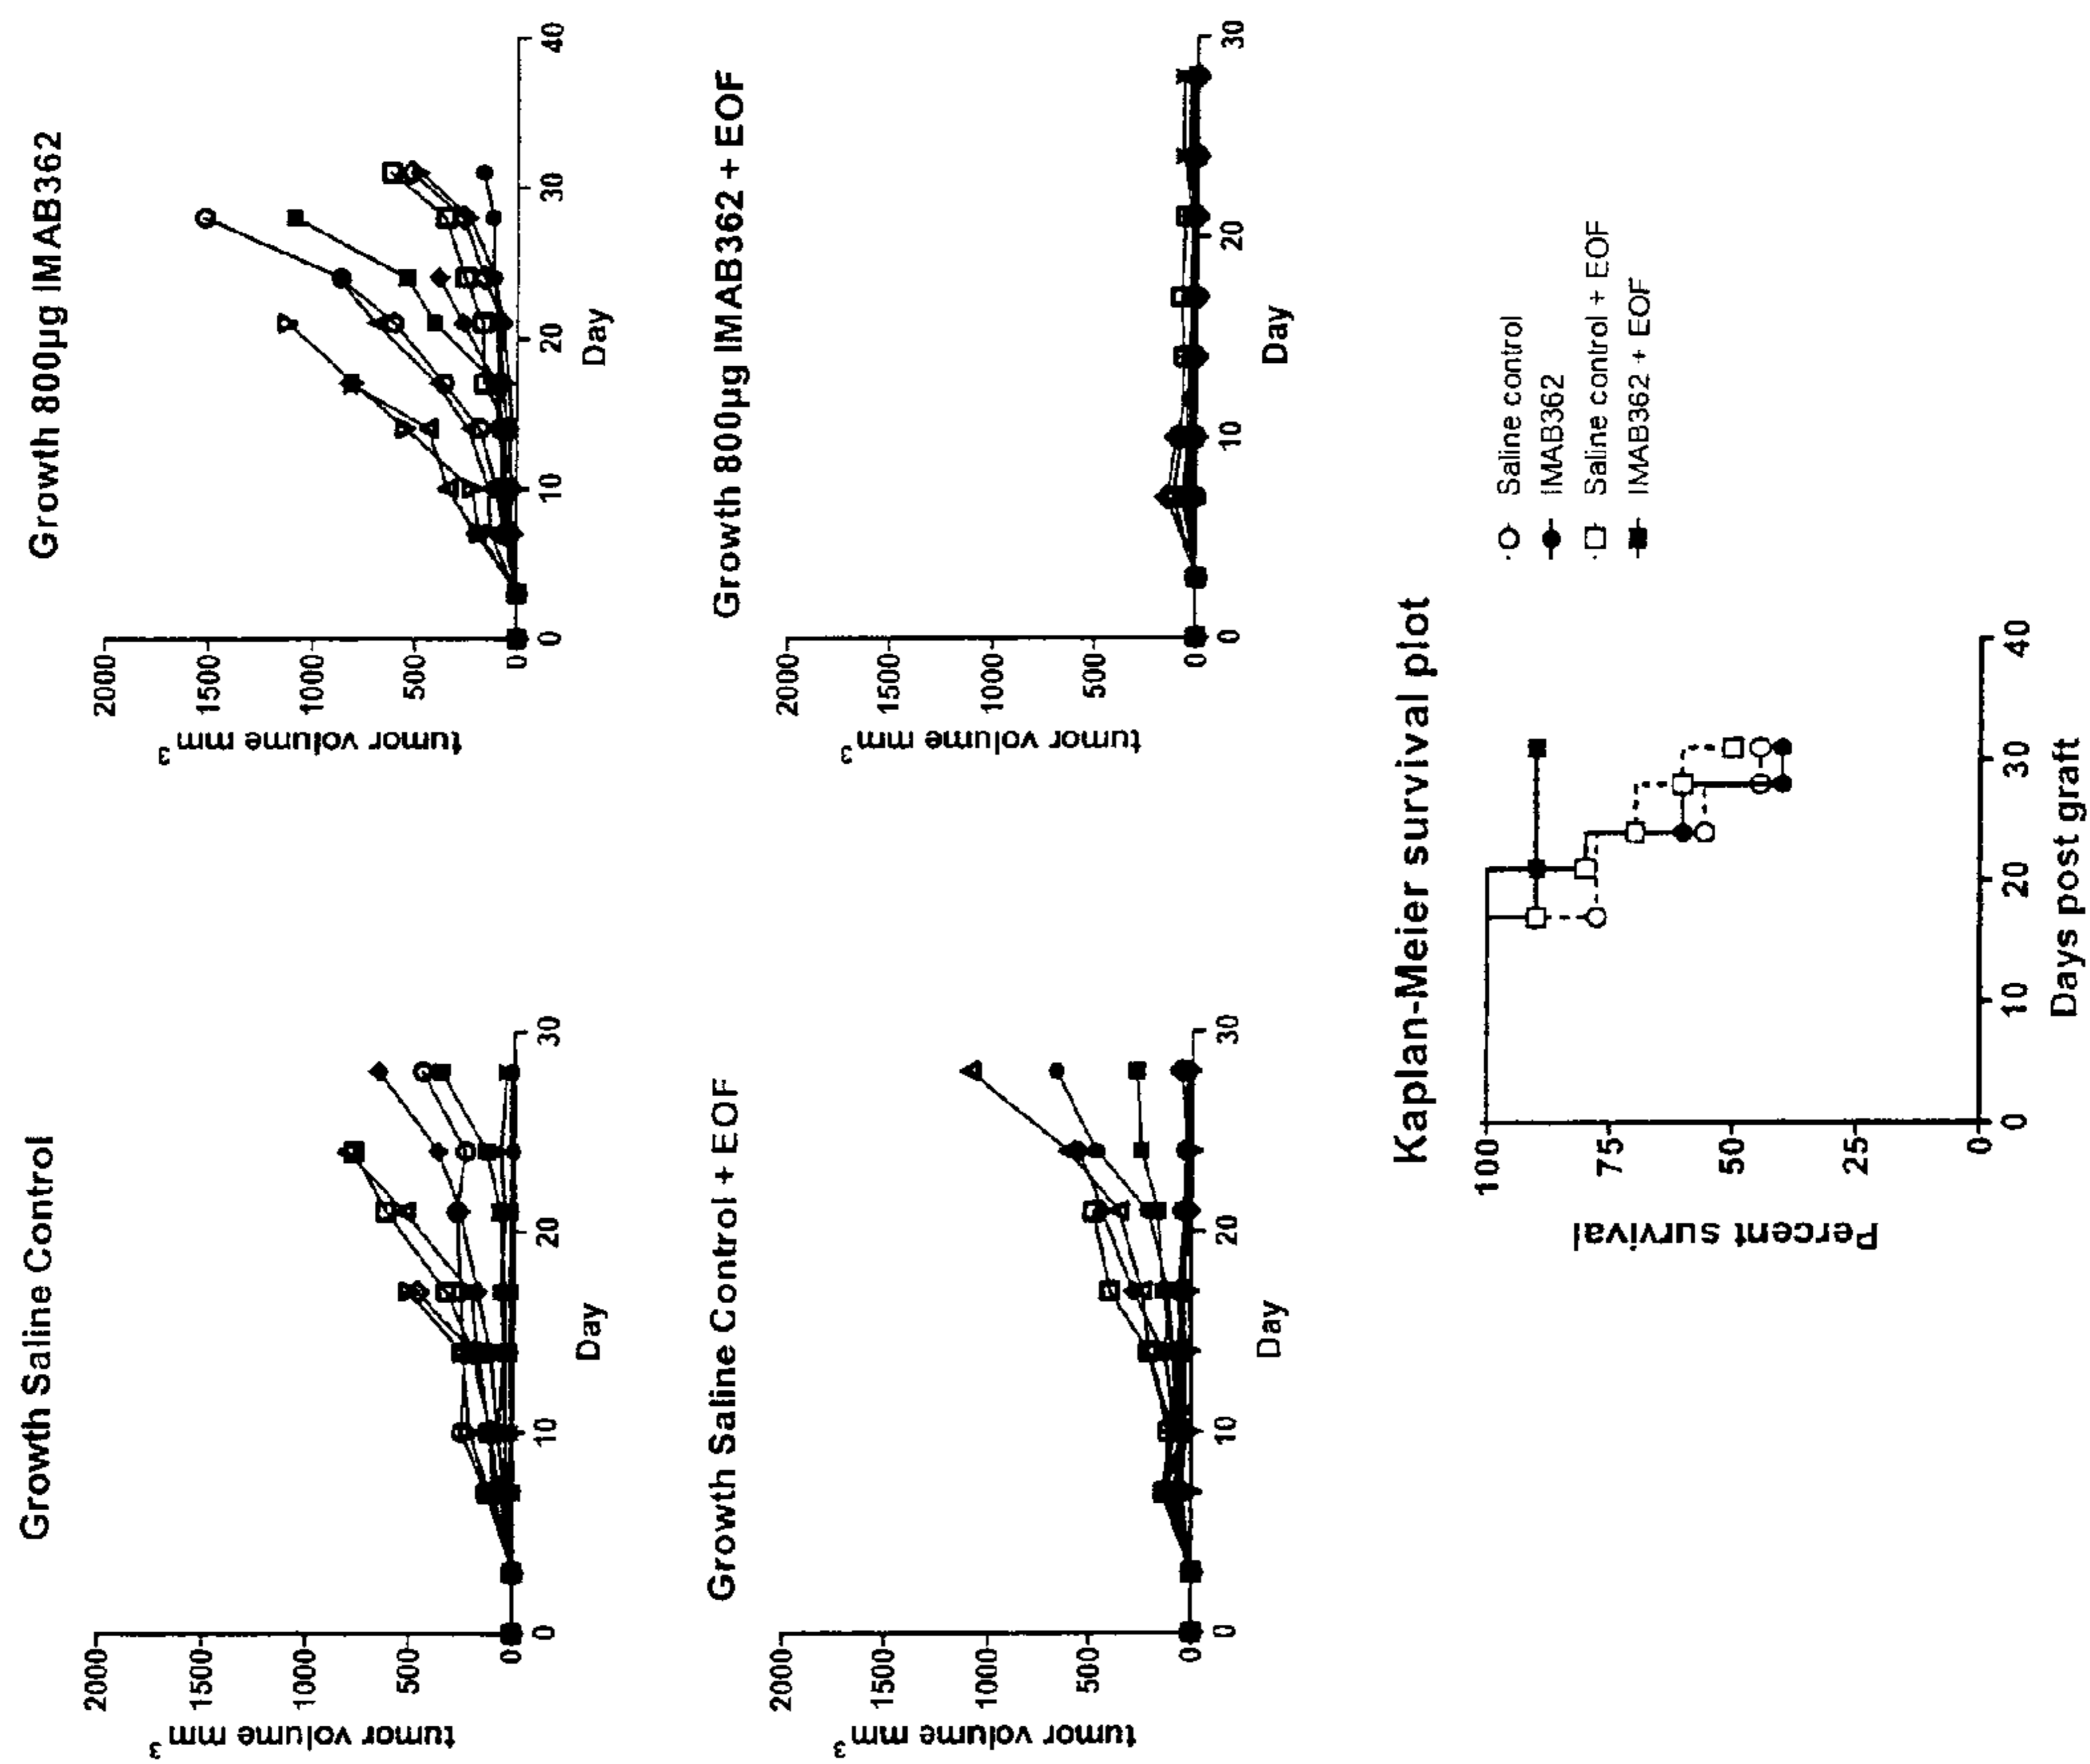 Growth Saline Control
2000
1500
1000
500
0
tumor volume mm3
0
10
20
30
Day
Growth 800µg IMAB362
2000
1500
1000
500
0
tumor volume mm3
0
10
20
30
40
Day
Growth Saline Control + EOF
2000
1500
1000
500
0
tumor volume mm3
0
10
20
30
Day
Growth 800µg IMAB362 + EOF
2000
1500
1000
500
0
tumor volume mm3
0
10
20
30
Day
Kaplan-Meier survival plot
100
75
50
25
0
Percent survival
0
10
20
30
40
Days post graft
Saline control
IMAB362
Saline control + EOF
IMAB362 + EOF